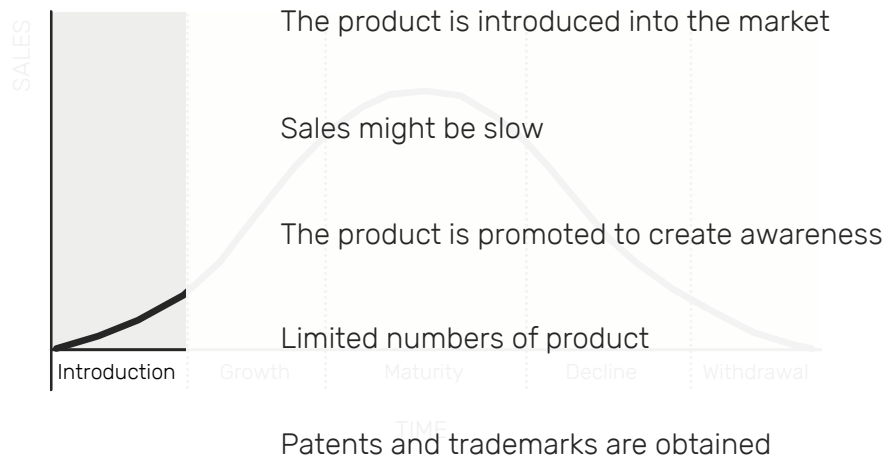 The product is introduced into the market
SALES
Sales might be slow
The product is promoted to create awareness
Limited numbers of product
Introduction
Growth
Maturity
Decline
Withdrawal
TIME
Patents and trademarks are obtained